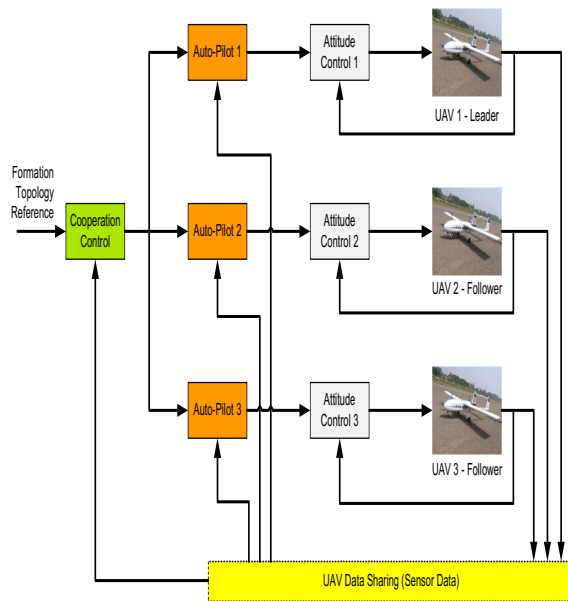 Auto-Pilot 1
Attitude
Control 1
UAV 1 - Leader
Formation
Topology
Reference
Cooperation
Control
Auto-Pilot 2
Attitude
Control 2
UAV 2 - Follower
Auto-Pilot 3
Attitude
Control 3
UAV 3 - Follower
UAV Data Sharing (Sensor Data)